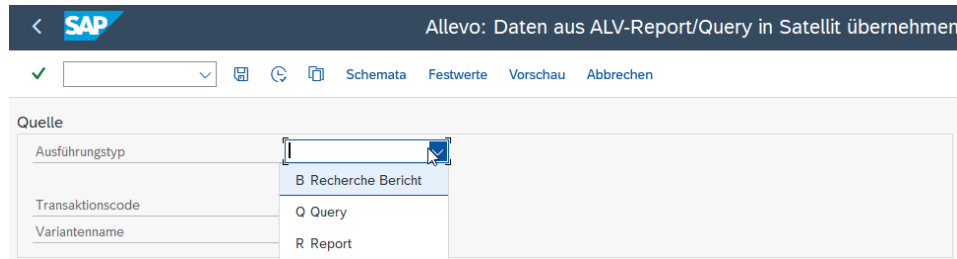 SAP Allevo: Daten aus ALV-Report/Query in Satellit übernehmen
Schemata Festwerte Vorschau Abbrechen
Quelle
Ausführungstyp
B Recherche Bericht
Transaktionscode
Q Query
Variantenname
R Report